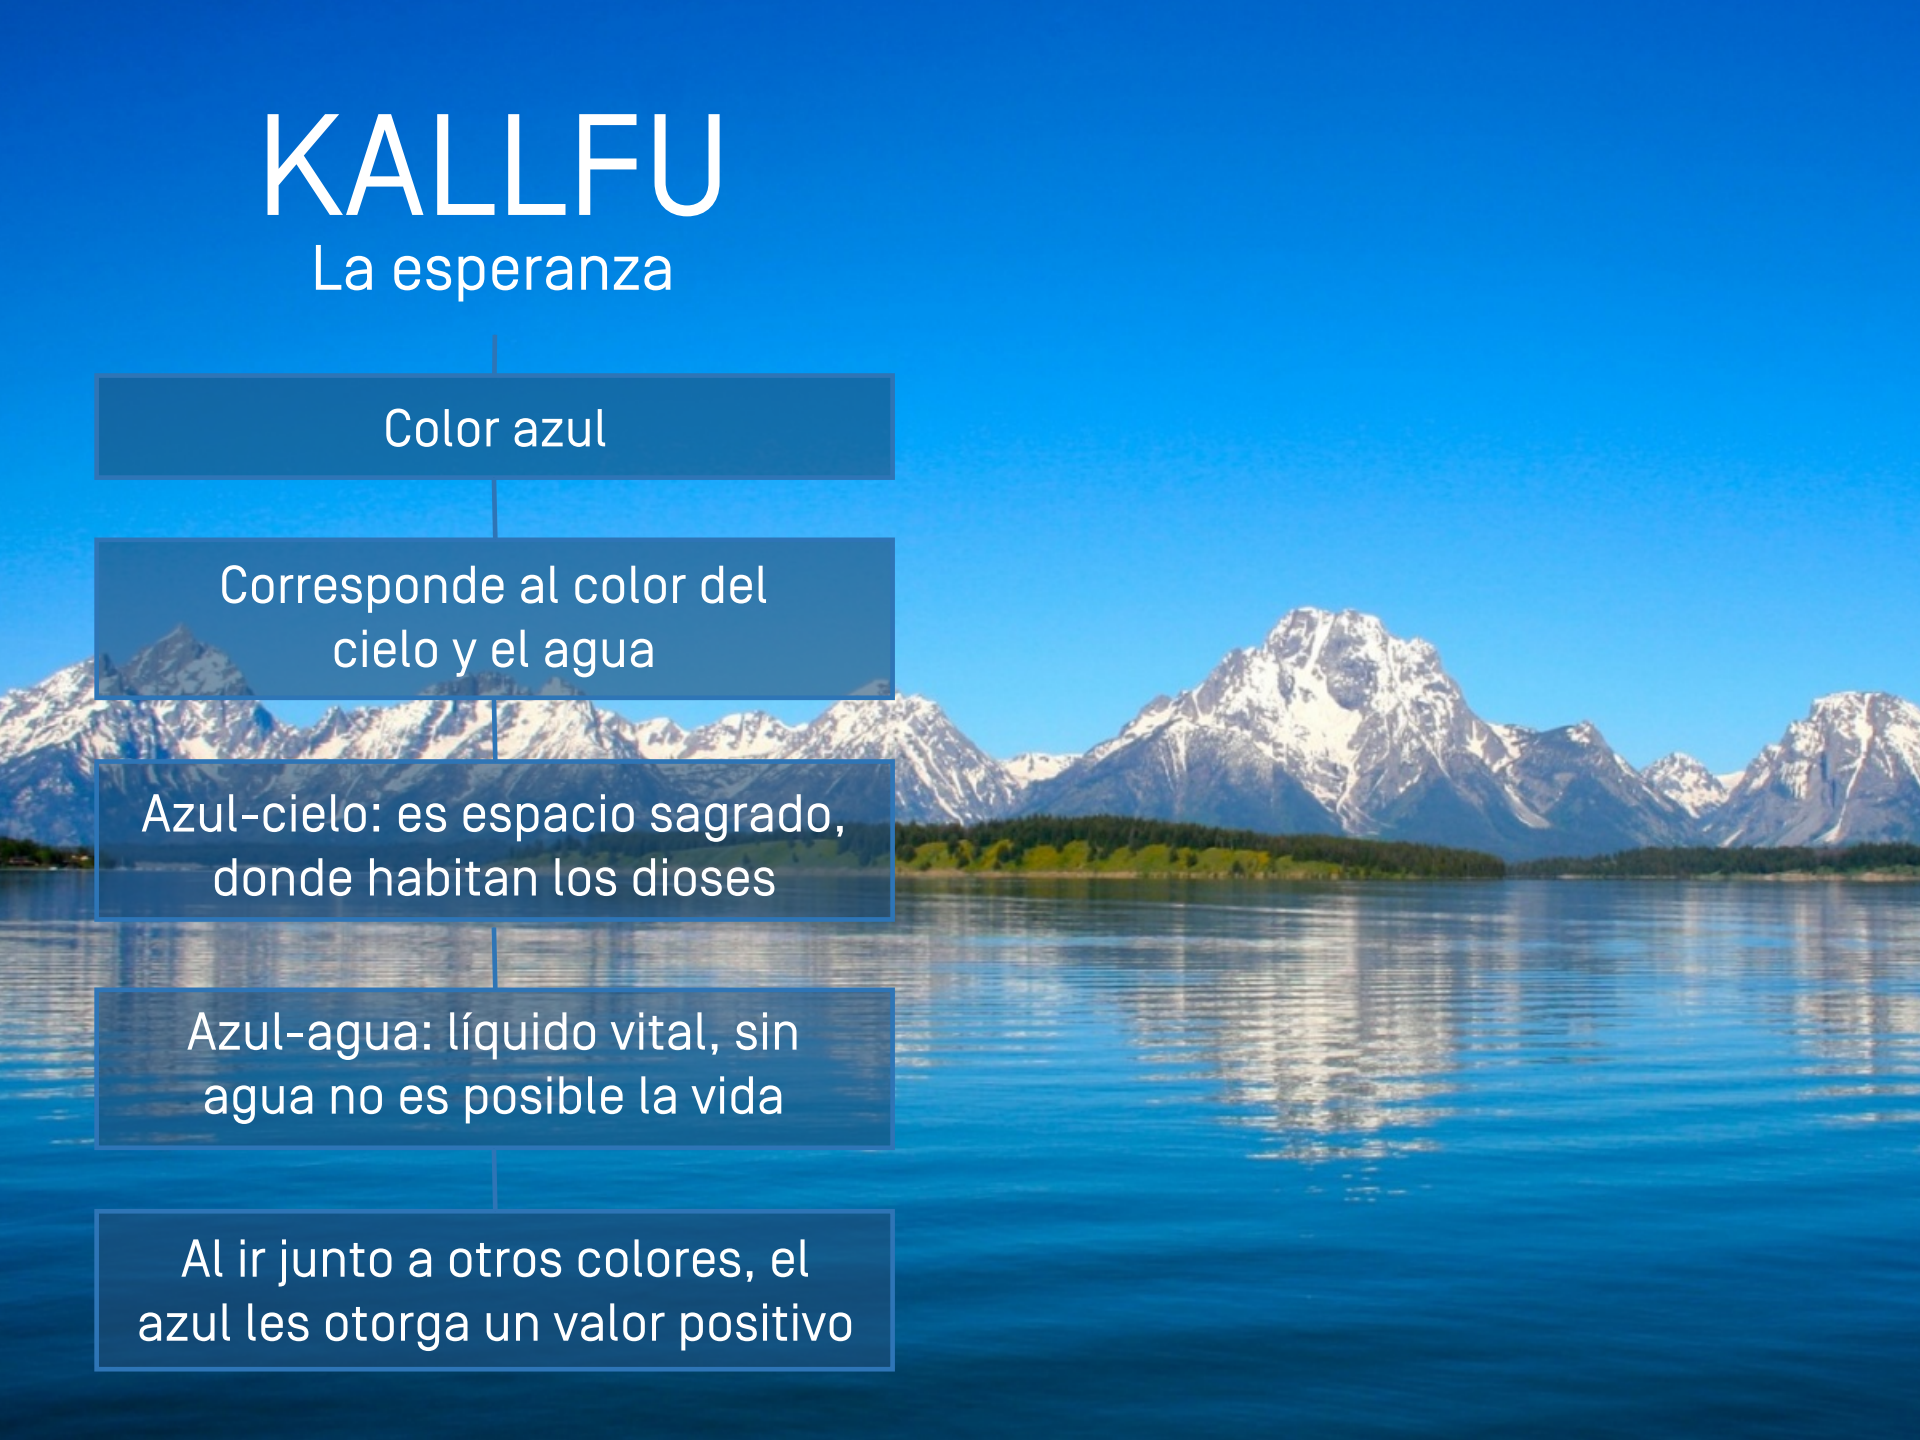 KALLFU
La esperanza
Color azul
Corresponde al color del
cielo y el agua
Azul-cielo: es espacio sagrado,
donde habitan los dioses
Azul-agua: líquido vital, sin
agua no es posible la vida
Al ir junto a otros colores, el
azul les otorga un valor positivo